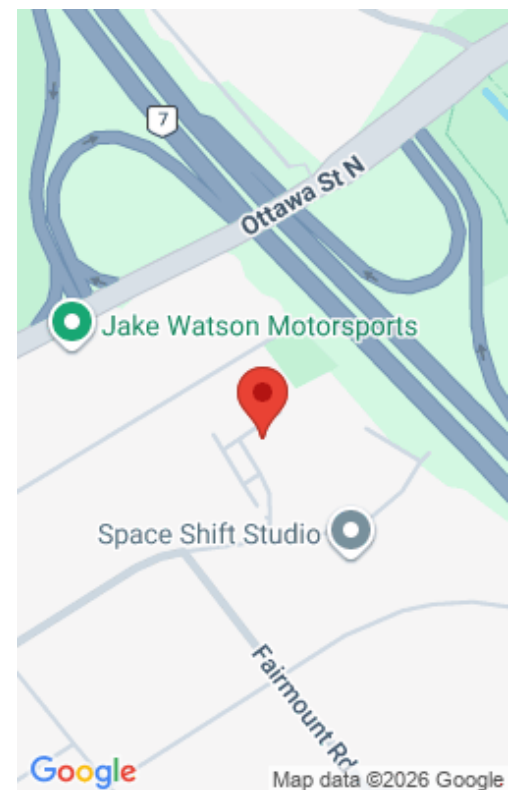 7
Ottawa St N
Jake Watson Motorsports
Space Shift Studio
Fairmount Rd
Google
Map data ©2026 Google